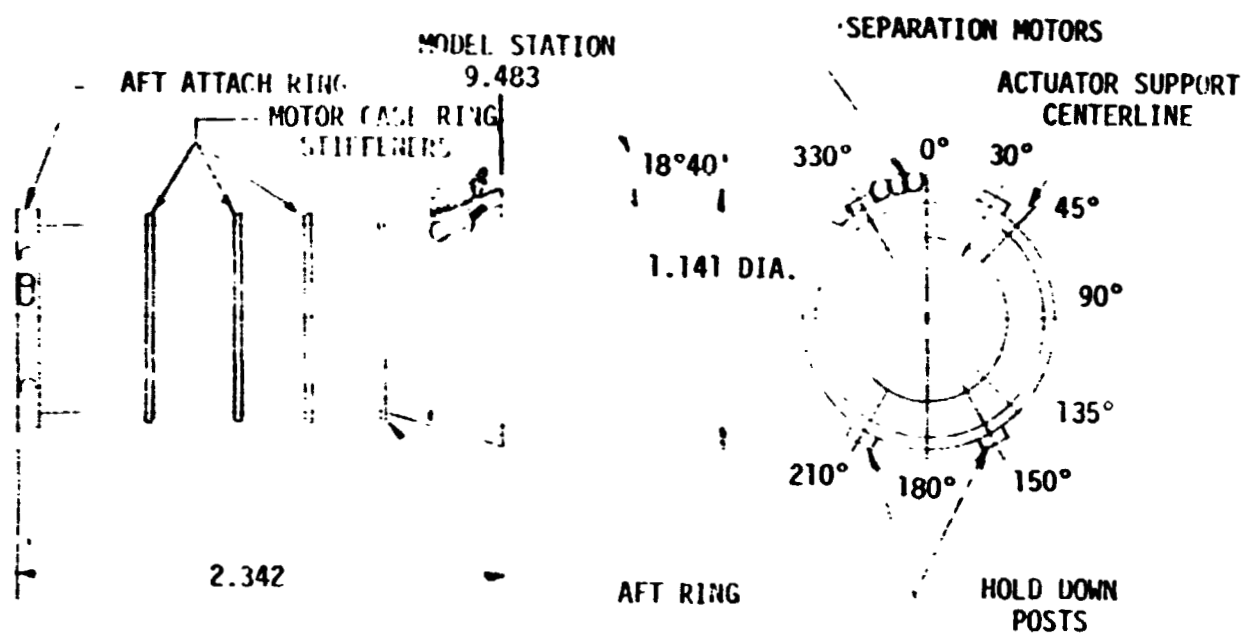 SEPARATION MOTORS
MODEL STATION
9.483
AFT ATTACH RING
ACTUATOR SUPPORT
CENTERLINE
MOTOR CASE RING
STIFFENERS
18°40'
330°
0°
30°
45°
1.141 DIA.
90°
135°
210°
180°
150°
2.342
AFT RING
HOLD DOWN
POSTS